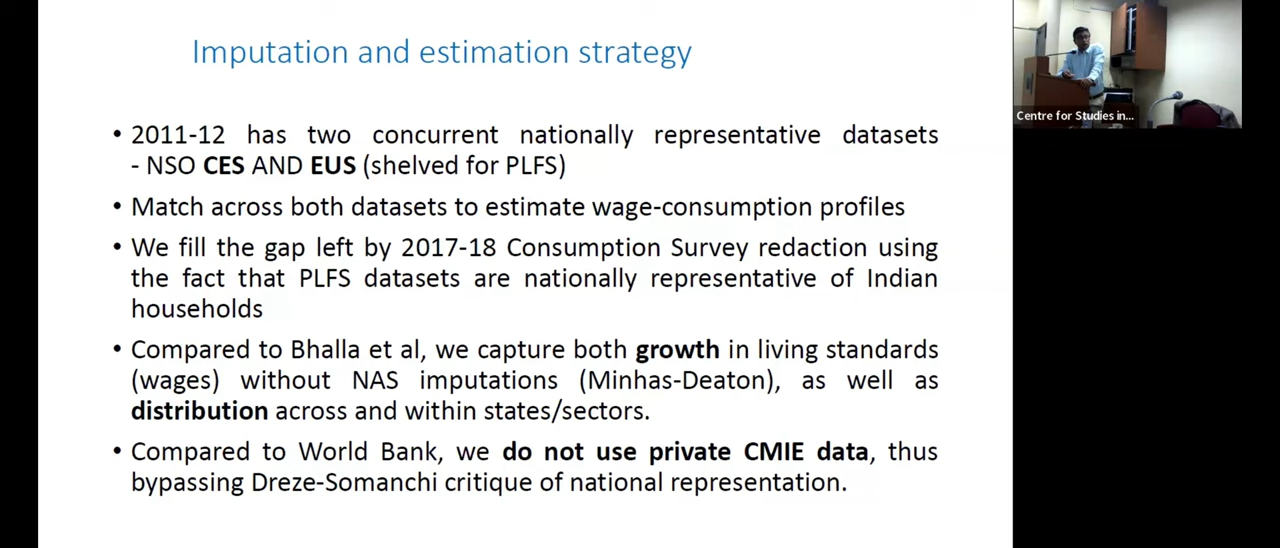 Imputation and estimation strategy
• 2011-12 has two concurrent nationally representative datasets
- NSO CES AND EUS (shelved for PLFS)
• Match across both datasets to estimate wage-consumption profiles
• We fill the gap left by 2017-18 Consumption Survey redaction using
the fact that PLFS datasets are nationally representative of Indian
households
• Compared to Bhalla et al, we capture both growth in living standards
(wages) without NAS imputations (Minhas-Deaton), as well as
distribution across and within states/sectors.
• Compared to World Bank, we do not use private CMIE data, thus
bypassing Dreze-Somanchi critique of national representation.
Centre for Studies in...